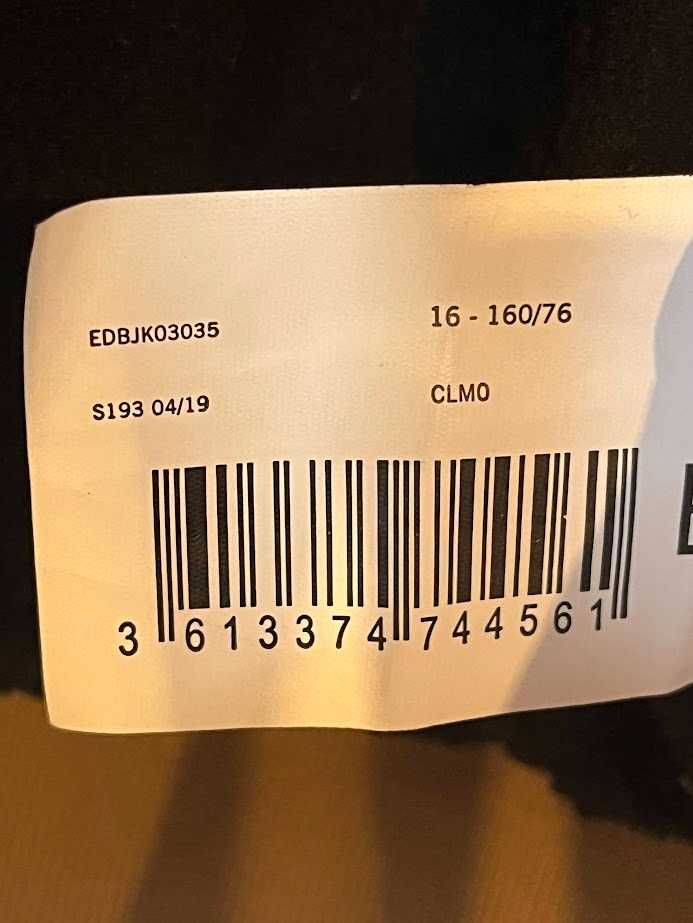 EDBJK03035
16 - 160/76
S193 04/19
CLM0
3 613374 744561